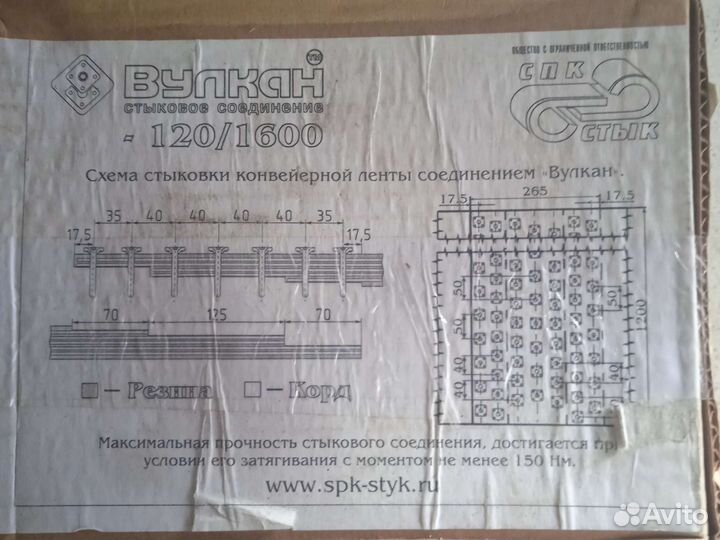 ВУЛКАН™
СТЫКОВОЕ СОЕДИНЕНИЕ
- 120/1600
ОБЩЕСТВО С ОГРАНИЧЕННОЙ ОТВЕТСТВЕННОСТЬЮ
СПК
СТЫК
Схема стыковки конвейерной ленты соединением «Вулкан».
35 40 40 40 40 35
17,5 17,5
70 125 70
17,5 265 17,5
50 50
50
1200
40 40
40 40
- Резина - Корд
Максимальная прочность стыкового соединения, достигается при
условии его затягивания с моментом не менее 150 Нм.
www.spk-styk.ru
Avito